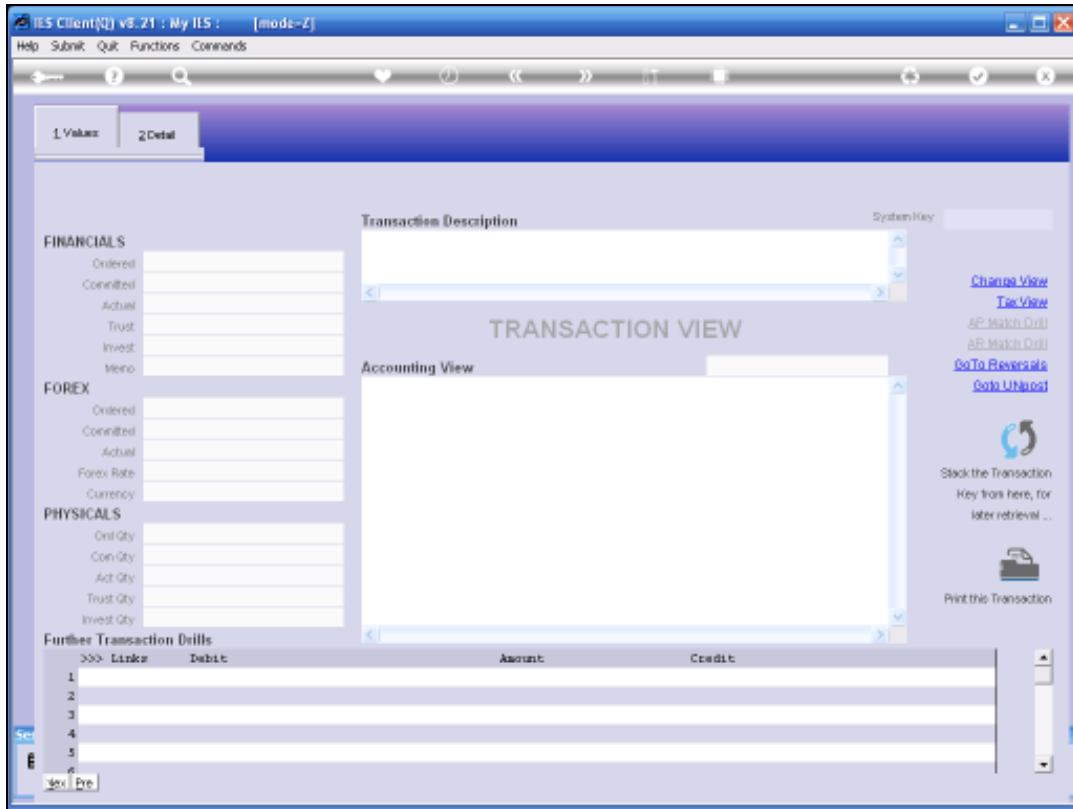 IES Client(Q) v8.21 : My IES : [mode-Z]
Help Submit Quit Functions Commands
1 Values 2 Detail
Transaction Description
System Key
FINANCIALS
Ordered
Committed
Actual
Trust
Invest
Memo
TRANSACTION VIEW
Change View
Tax View
AP Match Drill
AR Match Drill
GoTo Reversals
Goto UNpost
Accounting View
FOREX
Ordered
Committed
Actual
Forex Rate
Currency
Stack the Transaction
Key from here, for
later retrieval ...
PHYSICALS
Ord Qty
Com Qty
Act Qty
Trust Qty
Invest Qty
Print this Transaction
Further Transaction Drills
>>> Links Debit Amount Credit
1
2
3
4
5
6
Pre